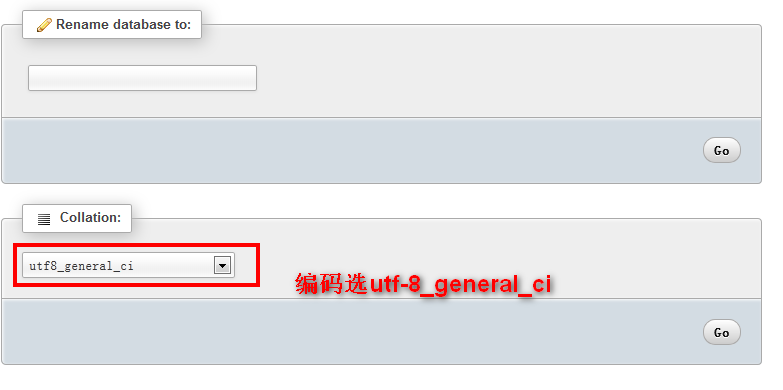 Rename database to:
Go
Collation:
utf8_general_ci
编码选utf-8_general_ci
Go